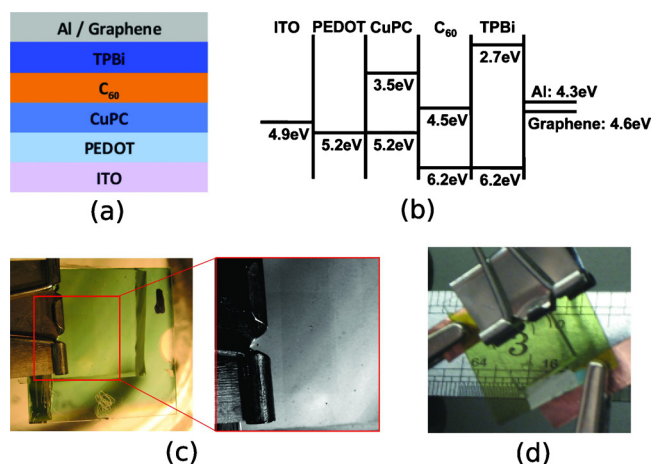 Al / Graphene
TPBi
C60
CuPC
PEDOT
ITO
(a)
ITO PEDOT CuPC C60 TPBi
2.7eV
3.5eV
Al: 4.3eV
4.5eV
Graphene: 4.6eV
4.9eV
5.2eV 5.2eV
6.2eV 6.2eV
(b)
(c)
3
16
64
16
(d)